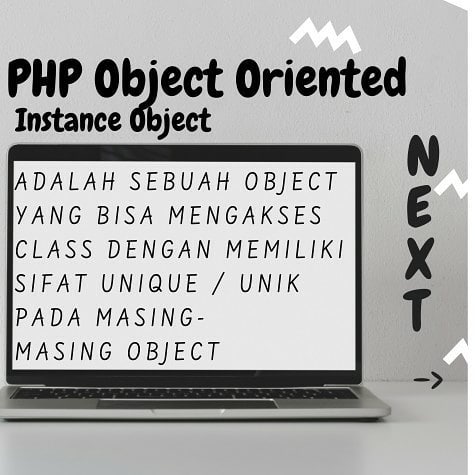 PHP Object Oriented
Instance Object
ADALAH SEBUAH OBJECT
YANG BISA MENGAKSES
CLASS DENGAN MEMILIKI
SIFAT UNIQUE / UNIK
PADA MASING-
MASING OBJECT
NEXT